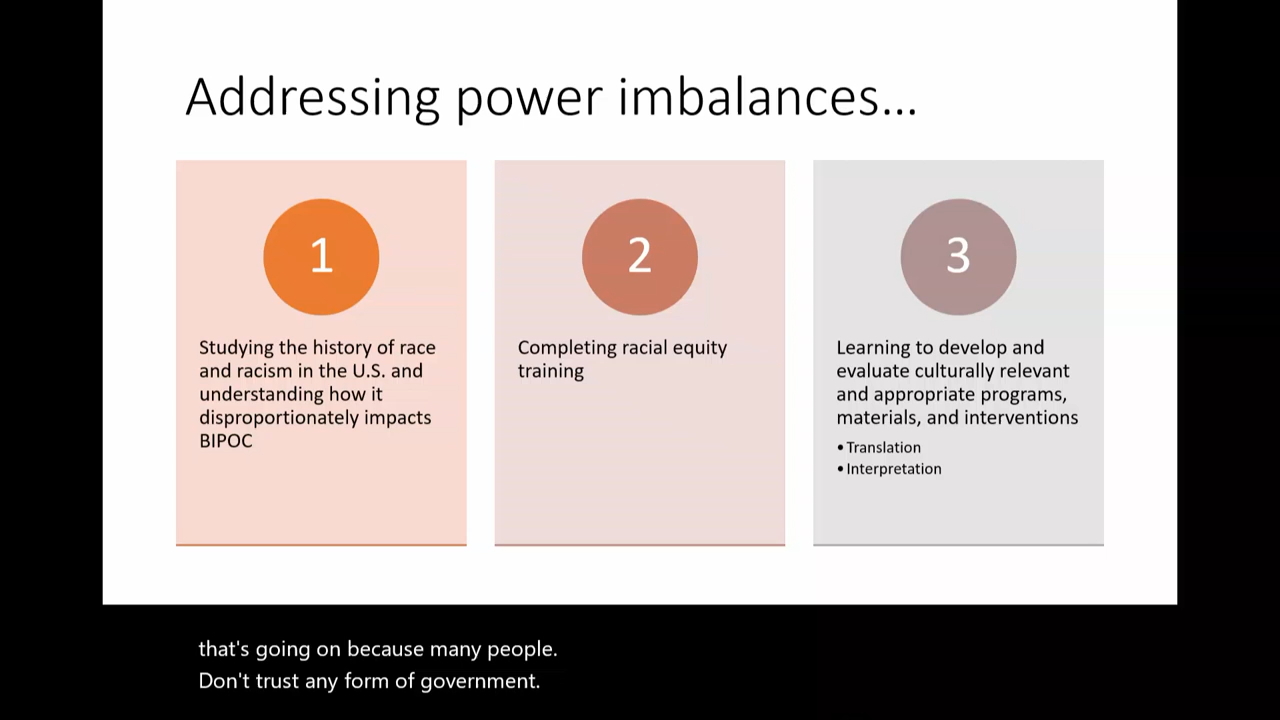 Addressing power imbalances...
1
Studying the history of race
and racism in the U.S. and
understanding how it
disproportionately impacts
BIPOC
2
Completing racial equity
training
3
Learning to develop and
evaluate culturally relevant
and appropriate programs,
materials, and interventions
•Translation
•Interpretation
that's going on because many people.
Don't trust any form of government.